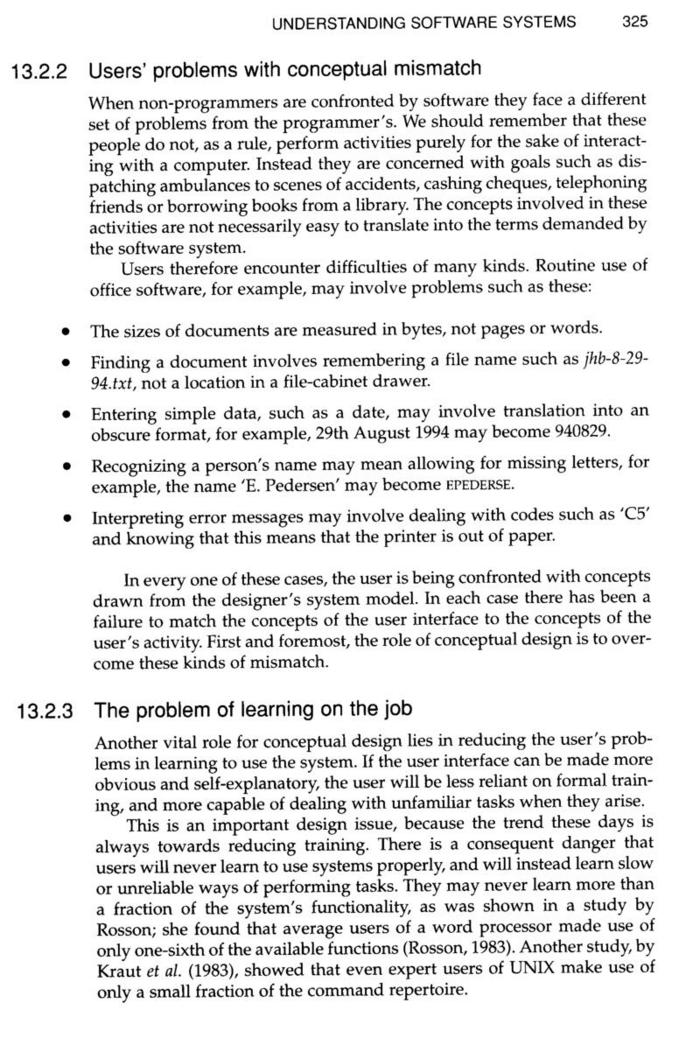 UNDERSTANDING SOFTWARE SYSTEMS 325
13.2.2 Users' problems with conceptual mismatch
When non-programmers are confronted by software they face a different
set of problems from the programmer's. We should remember that these
people do not, as a rule, perform activities purely for the sake of interact-
ing with a computer. Instead they are concerned with goals such as dis-
patching ambulances to scenes of accidents, cashing cheques, telephoning
friends or borrowing books from a library. The concepts involved in these
activities are not necessarily easy to translate into the terms demanded by
the software system.
Users therefore encounter difficulties of many kinds. Routine use of
office software, for example, may involve problems such as these:
• The sizes of documents are measured in bytes, not pages or words.
• Finding a document involves remembering a file name such as jhb-8-29-
94.txt, not a location in a file-cabinet drawer.
• Entering simple data, such as a date, may involve translation into an
obscure format, for example, 29th August 1994 may become 940829.
• Recognizing a person's name may mean allowing for missing letters, for
example, the name 'E. Pedersen' may become EPEDERSE.
• Interpreting error messages may involve dealing with codes such as 'C5'
and knowing that this means that the printer is out of paper.
In every one of these cases, the user is being confronted with concepts
drawn from the designer's system model. In each case there has been a
failure to match the concepts of the user interface to the concepts of the
user's activity. First and foremost, the role of conceptual design is to over-
come these kinds of mismatch.
13.2.3 The problem of learning on the job
Another vital role for conceptual design lies in reducing the user's prob-
lems in learning to use the system. If the user interface can be made more
obvious and self-explanatory, the user will be less reliant on formal train-
ing, and more capable of dealing with unfamiliar tasks when they arise.
This is an important design issue, because the trend these days is
always towards reducing training. There is a consequent danger that
users will never learn to use systems properly, and will instead learn slow
or unreliable ways of performing tasks. They may never learn more than
a fraction of the system's functionality, as was shown in a study by
Rosson; she found that average users of a word processor made use of
only one-sixth of the available functions (Rosson, 1983). Another study, by
Kraut et al. (1983), showed that even expert users of UNIX make use of
only a small fraction of the command repertoire.